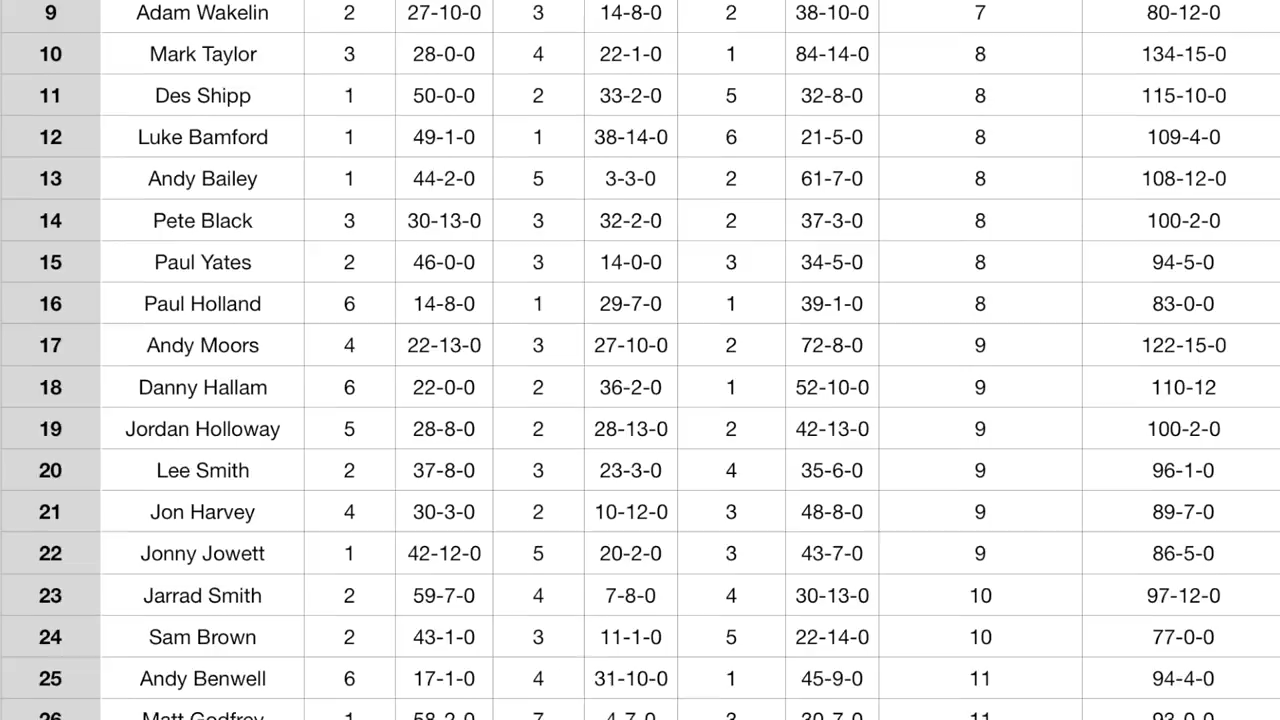 9 Adam Wakelin 2 27-10-0 3 14-8-0 2 38-10-0 7 80-12-0
10 Mark Taylor 3 28-0-0 4 22-1-0 1 84-14-0 8 134-15-0
11 Des Shipp 1 50-0-0 2 33-2-0 5 32-8-0 8 115-10-0
12 Luke Bamford 1 49-1-0 1 38-14-0 6 21-5-0 8 109-4-0
13 Andy Bailey 1 44-2-0 5 3-3-0 2 61-7-0 8 108-12-0
14 Pete Black 3 30-13-0 3 32-2-0 2 37-3-0 8 100-2-0
15 Paul Yates 2 46-0-0 3 14-0-0 3 34-5-0 8 94-5-0
16 Paul Holland 6 14-8-0 1 29-7-0 1 39-1-0 8 83-0-0
17 Andy Moors 4 22-13-0 3 27-10-0 2 72-8-0 9 122-15-0
18 Danny Hallam 6 22-0-0 2 36-2-0 1 52-10-0 9 110-12
19 Jordan Holloway 5 28-8-0 2 28-13-0 2 42-13-0 9 100-2-0
20 Lee Smith 2 37-8-0 3 23-3-0 4 35-6-0 9 96-1-0
21 Jon Harvey 4 30-3-0 2 10-12-0 3 48-8-0 9 89-7-0
22 Jonny Jowett 1 42-12-0 5 20-2-0 3 43-7-0 9 86-5-0
23 Jarrad Smith 2 59-7-0 4 7-8-0 4 30-13-0 10 97-12-0
24 Sam Brown 2 43-1-0 3 11-1-0 5 22-14-0 10 77-0-0
25 Andy Benwell 6 17-1-0 4 31-10-0 1 45-9-0 11 94-4-0
26 Matt Godfrey 1 58-2-0 7 4-7-0 3 30-7-0 11 93-0-0